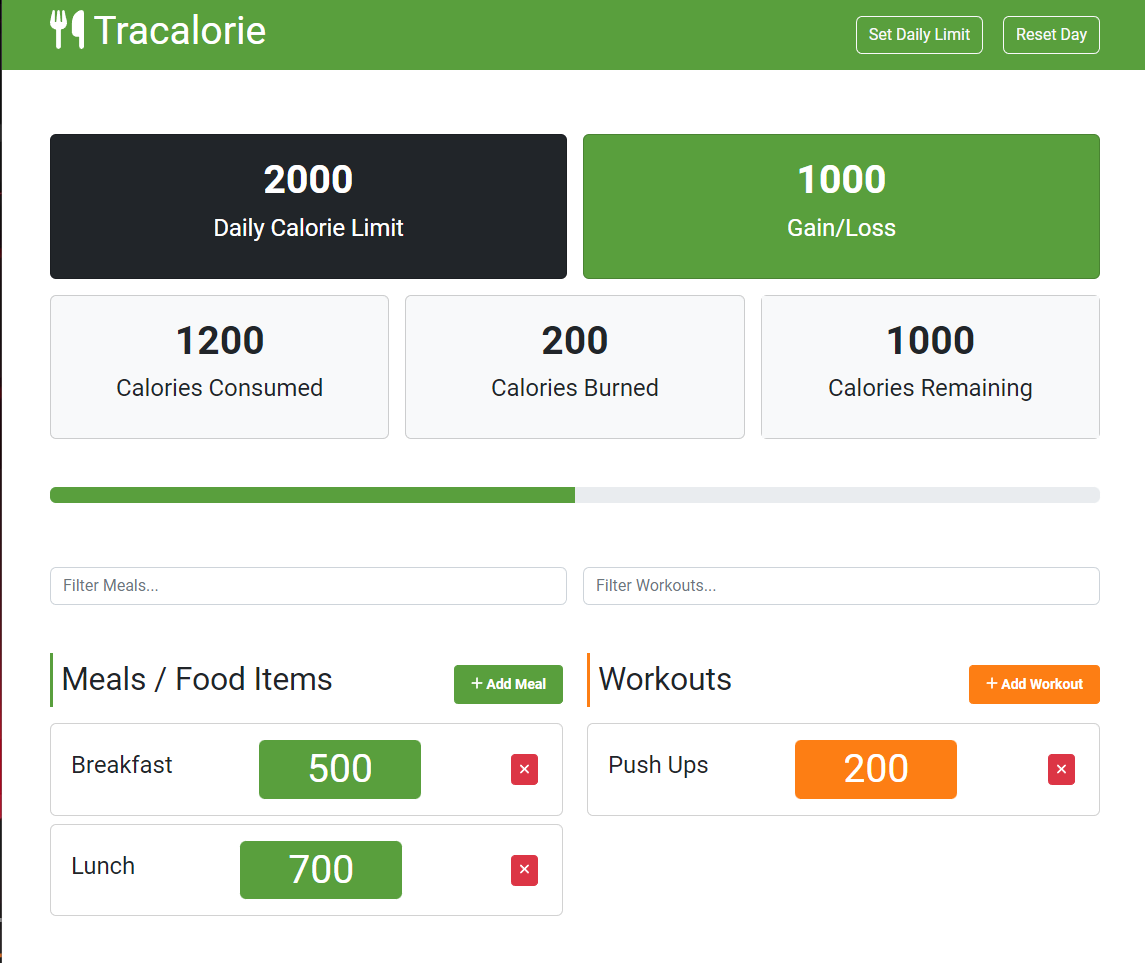 Tracalorie
Set Daily Limit
Reset Day
2000
Daily Calorie Limit
1000
Gain/Loss
1200
Calories Consumed
200
Calories Burned
1000
Calories Remaining
Filter Meals...
Filter Workouts...
Meals / Food Items
+ Add Meal
Breakfast
500
×
Lunch
700
×
Workouts
+ Add Workout
Push Ups
200
×